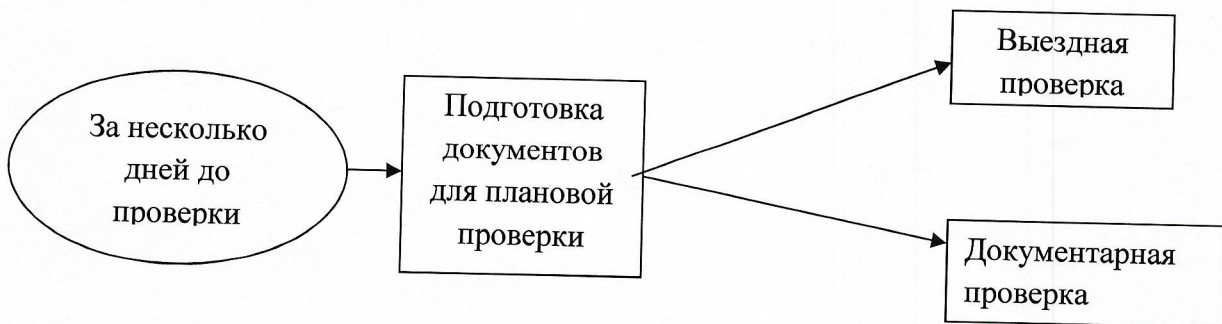 За несколько
дней до
проверки
Подготовка
документов
для плановой
проверки
Выездная
проверка
Документарная
проверка